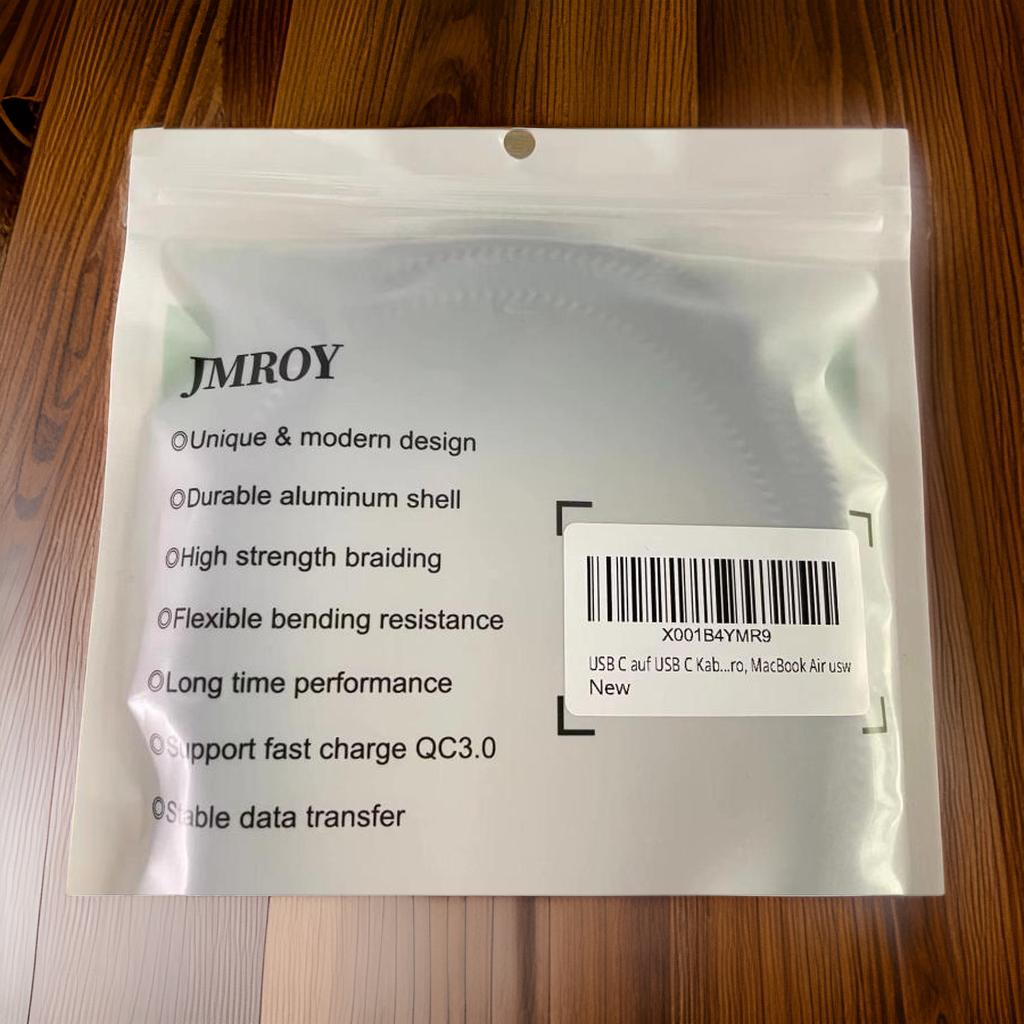 JMROY
◎Unique & modern design
◎Durable aluminum shell
◎High strength braiding
◎Flexible bending resistance
◎Long time performance
◎Support fast charge QC3.0
◎Stable data transfer
X001B4YMR9
USB C auf USB C Kab...ro, MacBook Air usw
New